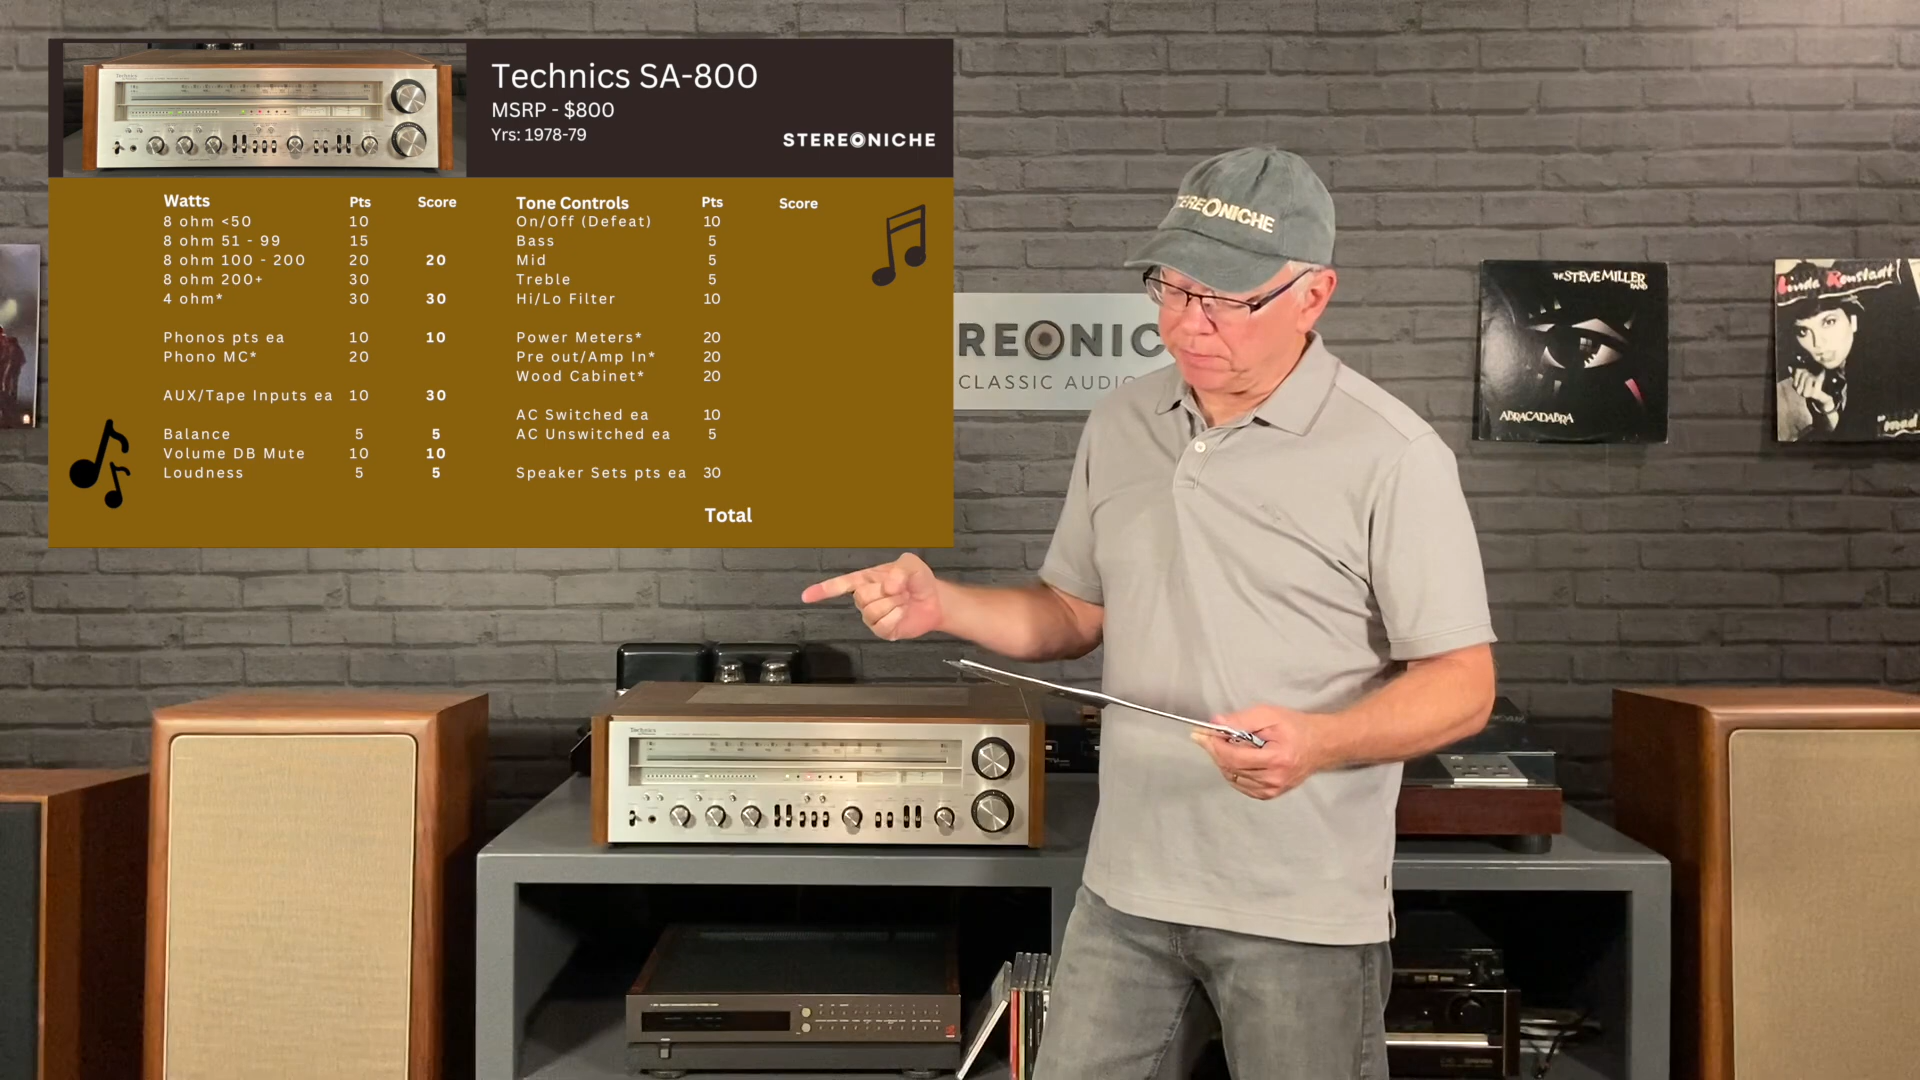 Technics SA-800
MSRP - $800
Yrs: 1978-79
STEREONICHE
Watts Pts Score
8 ohm <50 10
8 ohm 51 - 99 15
8 ohm 100 - 200 20 20
8 ohm 200+ 30
4 ohm* 30 30
Phonos pts ea 10 10
Phono MC* 20
AUX/Tape Inputs ea 10 30
Balance 5 5
Volume DB Mute 10 10
Loudness 5 5
Tone Controls Pts Score
On/Off (Defeat) 10
Bass 5
Mid 5
Treble 5
Hi/Lo Filter 10
Power Meters* 20
Pre out/Amp In* 20
Wood Cabinet* 20
AC Switched ea 10
AC Unswitched ea 5
Speaker Sets pts ea 30
Total
EREONICHE
REONIC
CLASSIC AUDIO
THE STEVE MILLER BAND
ABRACADABRA
Linda Ronstadt
mad
Technics